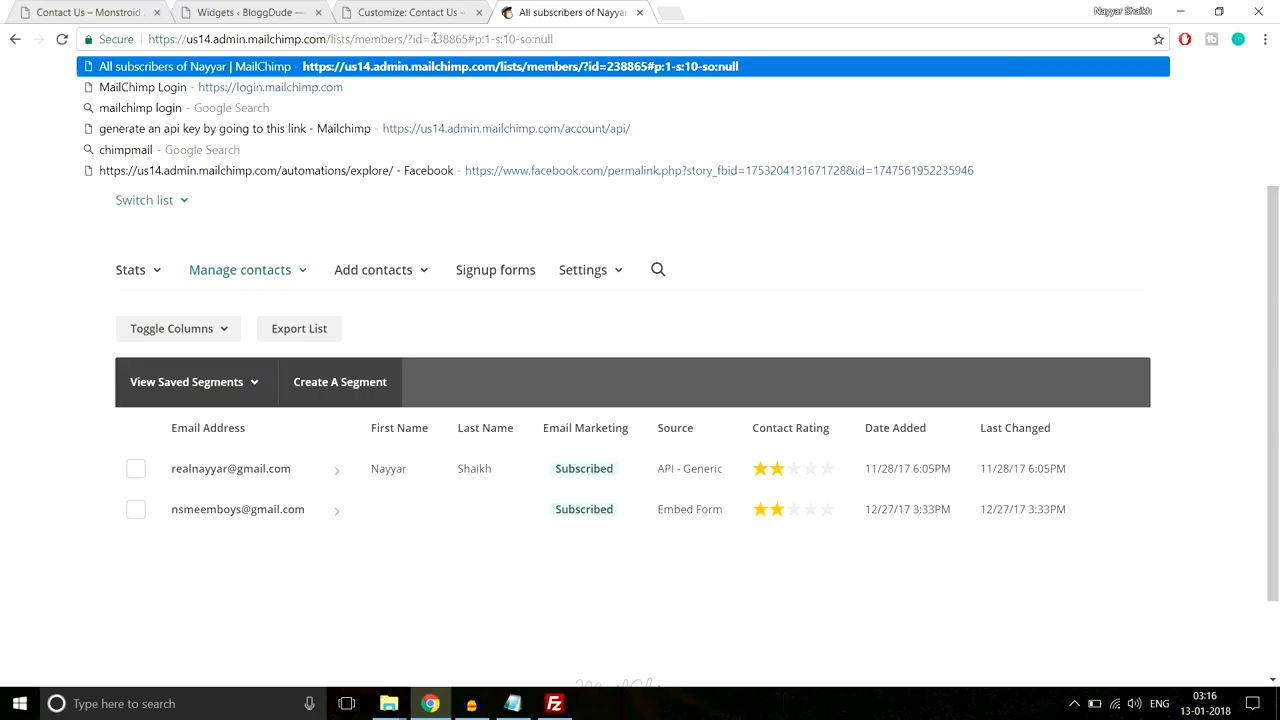 Contact Us – Monstroid
Widgets ‹ BloggDude —
Customize: Contact Us –
All subscribers of Nayyar
Nayyar Shaikh
Secure
https://us14.admin.mailchimp.com/lists/members/?id=238865#p:1-s:10-so:null
All subscribers of Nayyar | MailChimp - https://us14.admin.mailchimp.com/lists/members/?id=238865#p:1-s:10-so:null
MailChimp Login - https://login.mailchimp.com
mailchimp login - Google Search
generate an api key by going to this link - Mailchimp - https://us14.admin.mailchimp.com/account/api/
chimpmail - Google Search
https://us14.admin.mailchimp.com/automations/explore/ - Facebook - https://www.facebook.com/permalink.php?story_fbid=1753204131671728&id=1747561952235946
Switch list
Stats Manage contacts Add contacts Signup forms Settings
Toggle Columns Export List
View Saved Segments Create A Segment
Email Address First Name Last Name Email Marketing Source Contact Rating Date Added Last Changed
realnayyar@gmail.com Nayyar Shaikh Subscribed API - Generic 11/28/17 6:05PM 11/28/17 6:05PM
nsmeemboys@gmail.com Subscribed Embed Form 12/27/17 3:33PM 12/27/17 3:33PM
Type here to search
ENG
03:16
13-01-2018